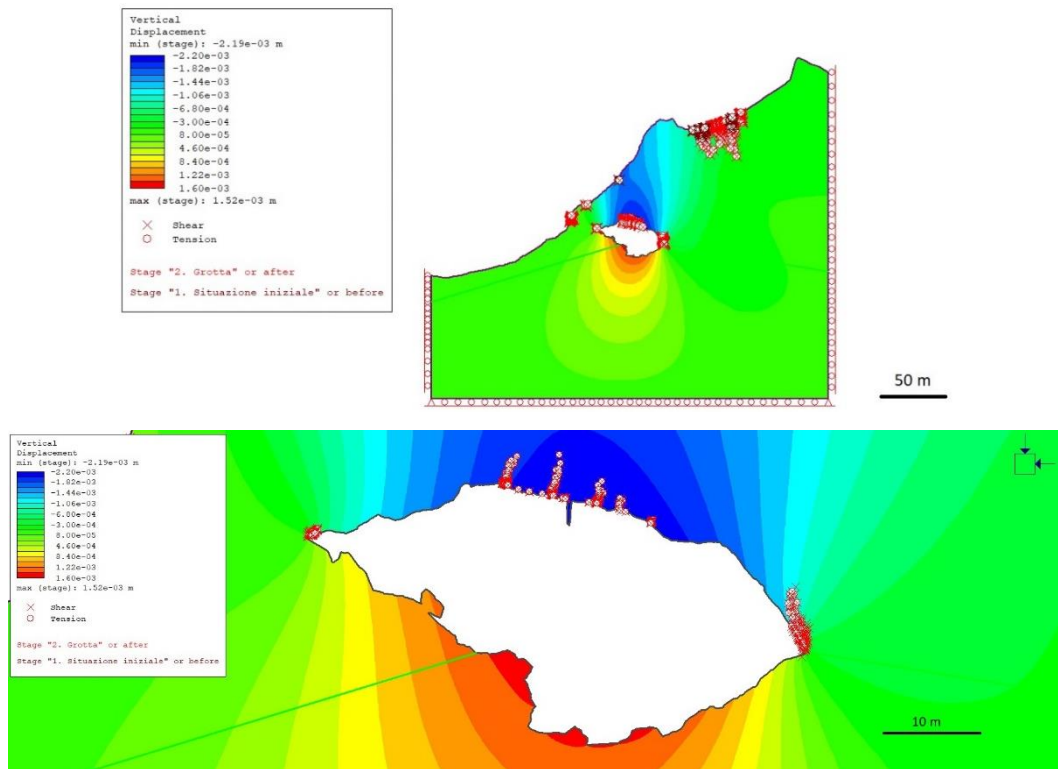 Vertical
Displacement
min (stage): -2.19e-03 m
-2.20e-03
-1.82e-03
-1.44e-03
-1.06e-03
-6.80e-04
-3.00e-04
8.00e-05
4.60e-04
8.40e-04
1.22e-03
1.60e-03
max (stage): 1.52e-03 m
Shear
Tension
Stage "2. Grotta" or after
Stage "1. Situazione iniziale" or before
50 m
Vertical
Displacement
min (stage): -2.19e-03 m
-2.20e-03
-1.82e-03
-1.44e-03
-1.06e-03
-6.80e-04
-3.00e-04
8.00e-05
4.60e-04
8.40e-04
1.22e-03
1.60e-03
max (stage): 1.52e-03 m
Shear
Tension
Stage "2. Grotta" or after
Stage "1. Situazione iniziale" or before
10 m